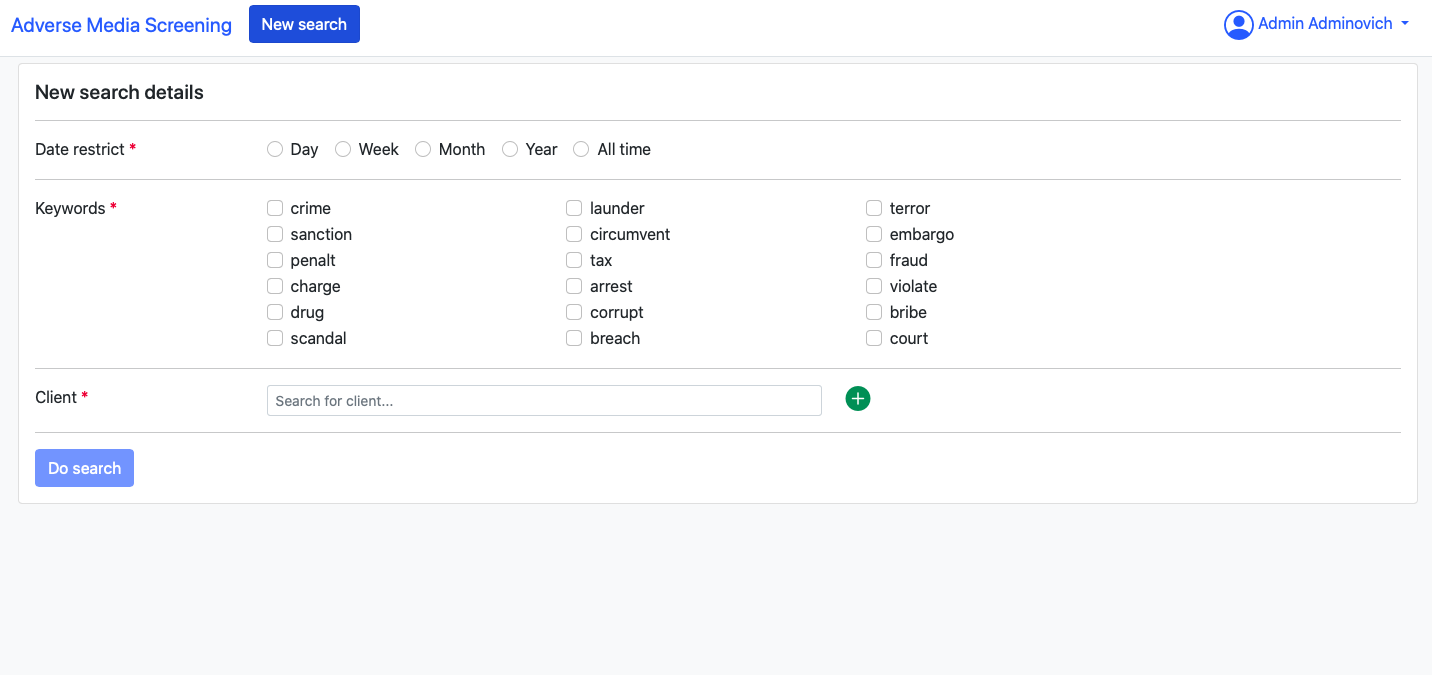 Adverse Media Screening New search Admin Adminovich
New search details
Date restrict * Day Week Month Year All time
Keywords * crime launder terror
sanction circumvent embargo
penalt tax fraud
charge arrest violate
drug corrupt bribe
scandal breach court
Client * Search for client...
Do search